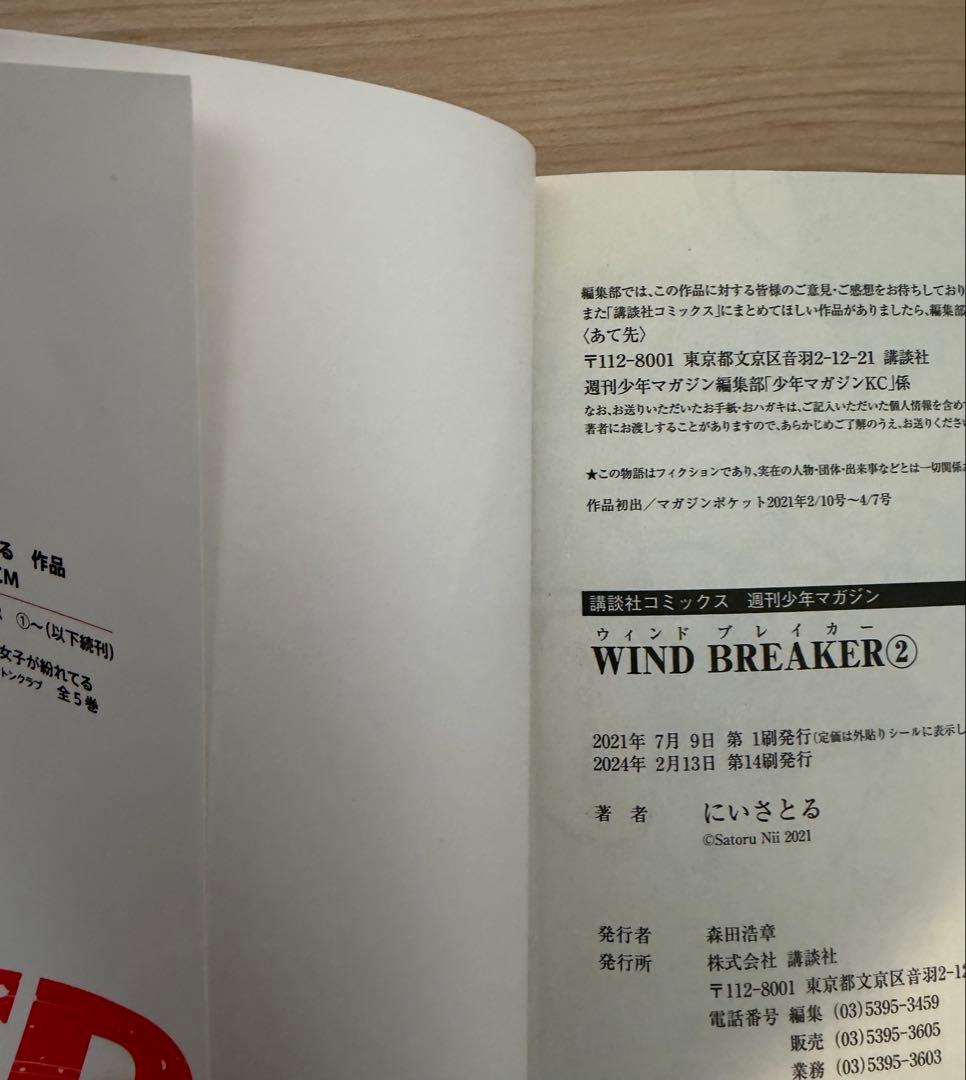 る 作品
①〜(以下続刊)
女子が紛れてる
トンクラブ 全5巻
編集部では、この作品に対する皆様のご意見・ご感想をお待ちしており
また「講談社コミックス」にまとめてほしい作品がありましたら、編集部
〈あて先〉
〒112-8001 東京都文京区音羽2-12-21 講談社
週刊少年マガジン編集部「少年マガジンKC」係
なお、お送りいただいたお手紙・おハガキは、ご記入いただいた個人情報を含めて
著者にお渡しすることがありますので、あらかじめご了解のうえ、お送りください
★この物語はフィクションであり、実在の人物・団体・出来事などとは一切関係
作品初出／マガジンポケット2021年2/10号〜4/7号
講談社コミックス 週刊少年マガジン
ウィンド ブレイカー
WIND BREAKER②
2021年 7月 9日 第 1刷発行(定価は外貼りシールに表示し
2024年 2月13日 第14刷発行
著 者 にいさとる
©Satoru Nii 2021
発行者 森田浩章
発行所 株式会社 講談社
〒112-8001 東京都文京区音羽2-12
電話番号 編集 (03)5395-3459
販売 (03)5395-3605
業務 (03)5395-3603